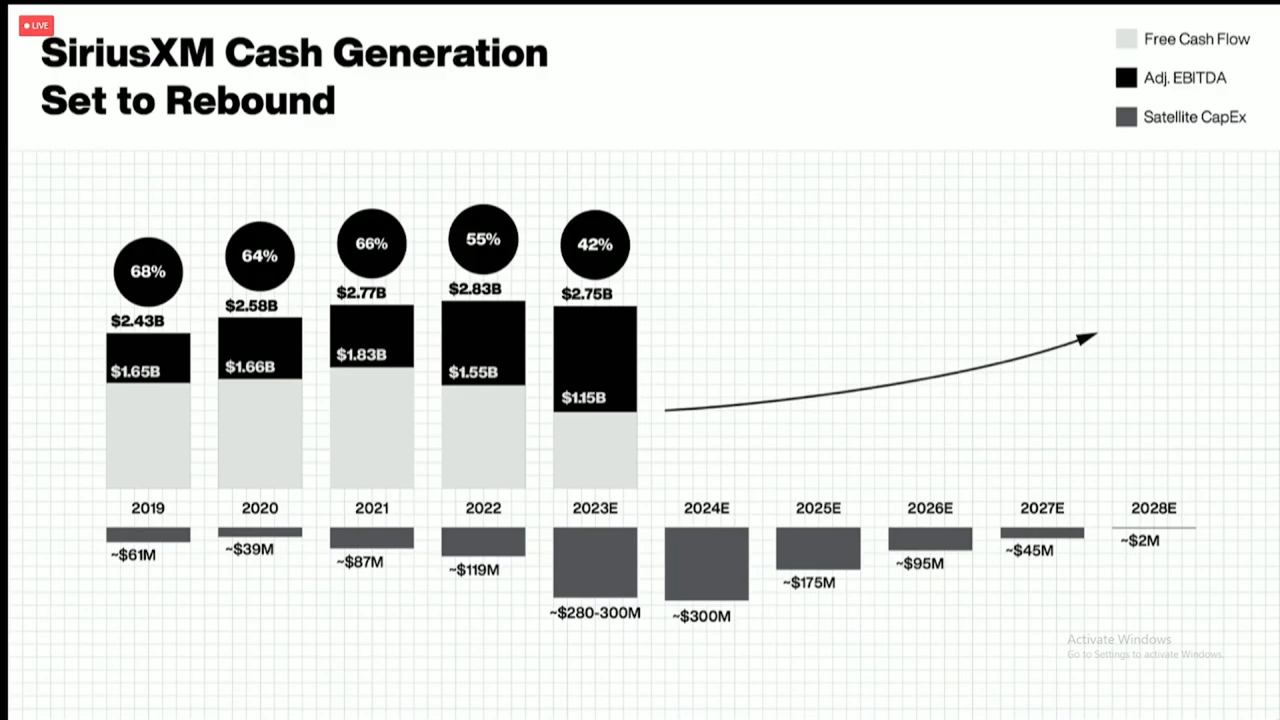 LIVE
SiriusXM Cash Generation
Set to Rebound
Free Cash Flow
Adj. EBITDA
Satellite CapEx
68% 64% 66% 55% 42%
$2.43B $2.58B $2.77B $2.83B $2.75B
$1.65B $1.66B $1.83B $1.55B $1.15B
2019 2020 2021 2022 2023E 2024E 2025E 2026E 2027E 2028E
~$61M ~$39M ~$87M ~$119M ~$280-300M ~$300M ~$175M ~$95M ~$45M ~$2M
Activate Windows
Go to Settings to activate Windows.